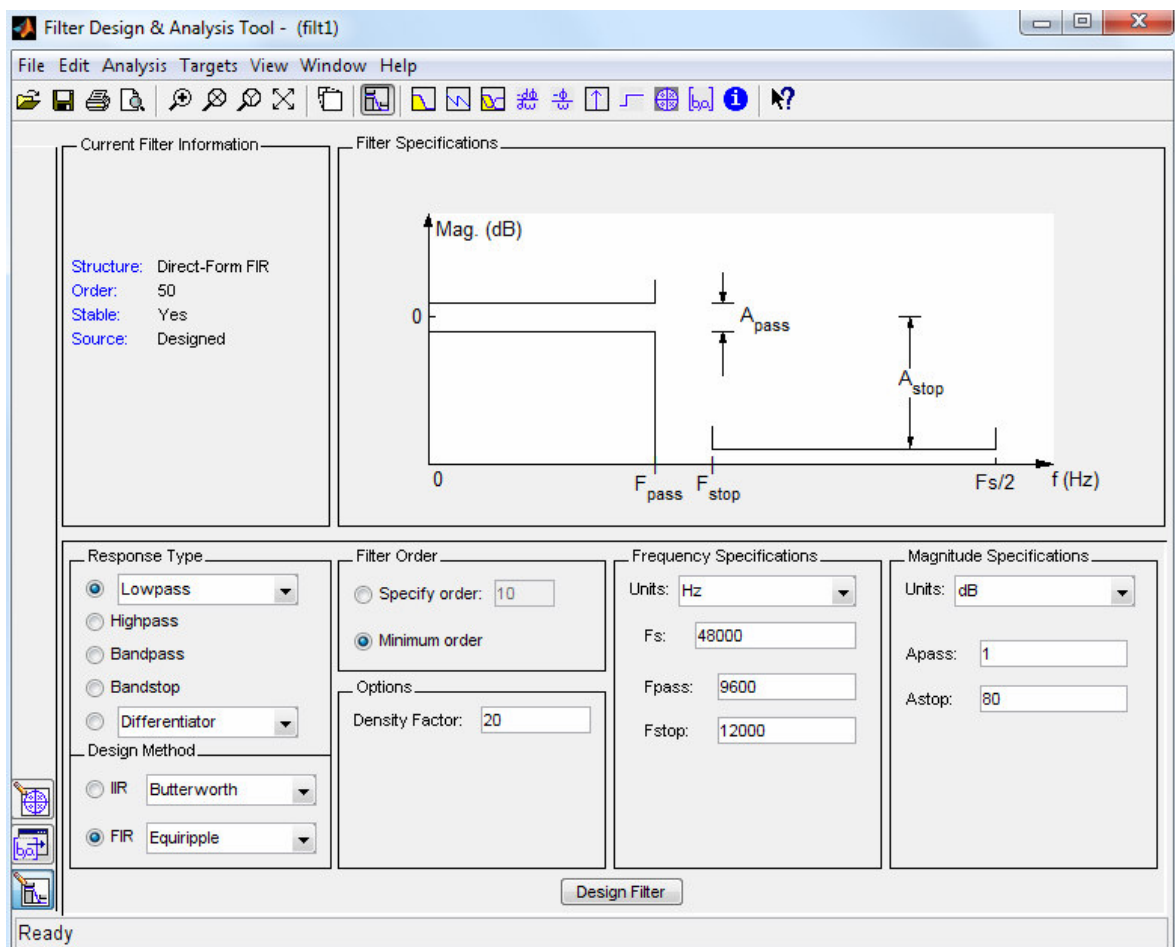 Filter Design & Analysis Tool - (filt1)
File Edit Analysis Targets View Window Help
Current Filter Information
Structure: Direct-Form FIR
Order: 50
Stable: Yes
Source: Designed
Filter Specifications
Mag. (dB)
0
A pass
A stop
0
F pass
F stop
Fs/2
f (Hz)
Response Type
Lowpass
Highpass
Bandpass
Bandstop
Differentiator
Design Method
IIR Butterworth
FIR Equiripple
Filter Order
Specify order: 10
Minimum order
Options
Density Factor: 20
Frequency Specifications
Units: Hz
Fs: 48000
Fpass: 9600
Fstop: 12000
Magnitude Specifications
Units: dB
Apass: 1
Astop: 80
Design Filter
Ready